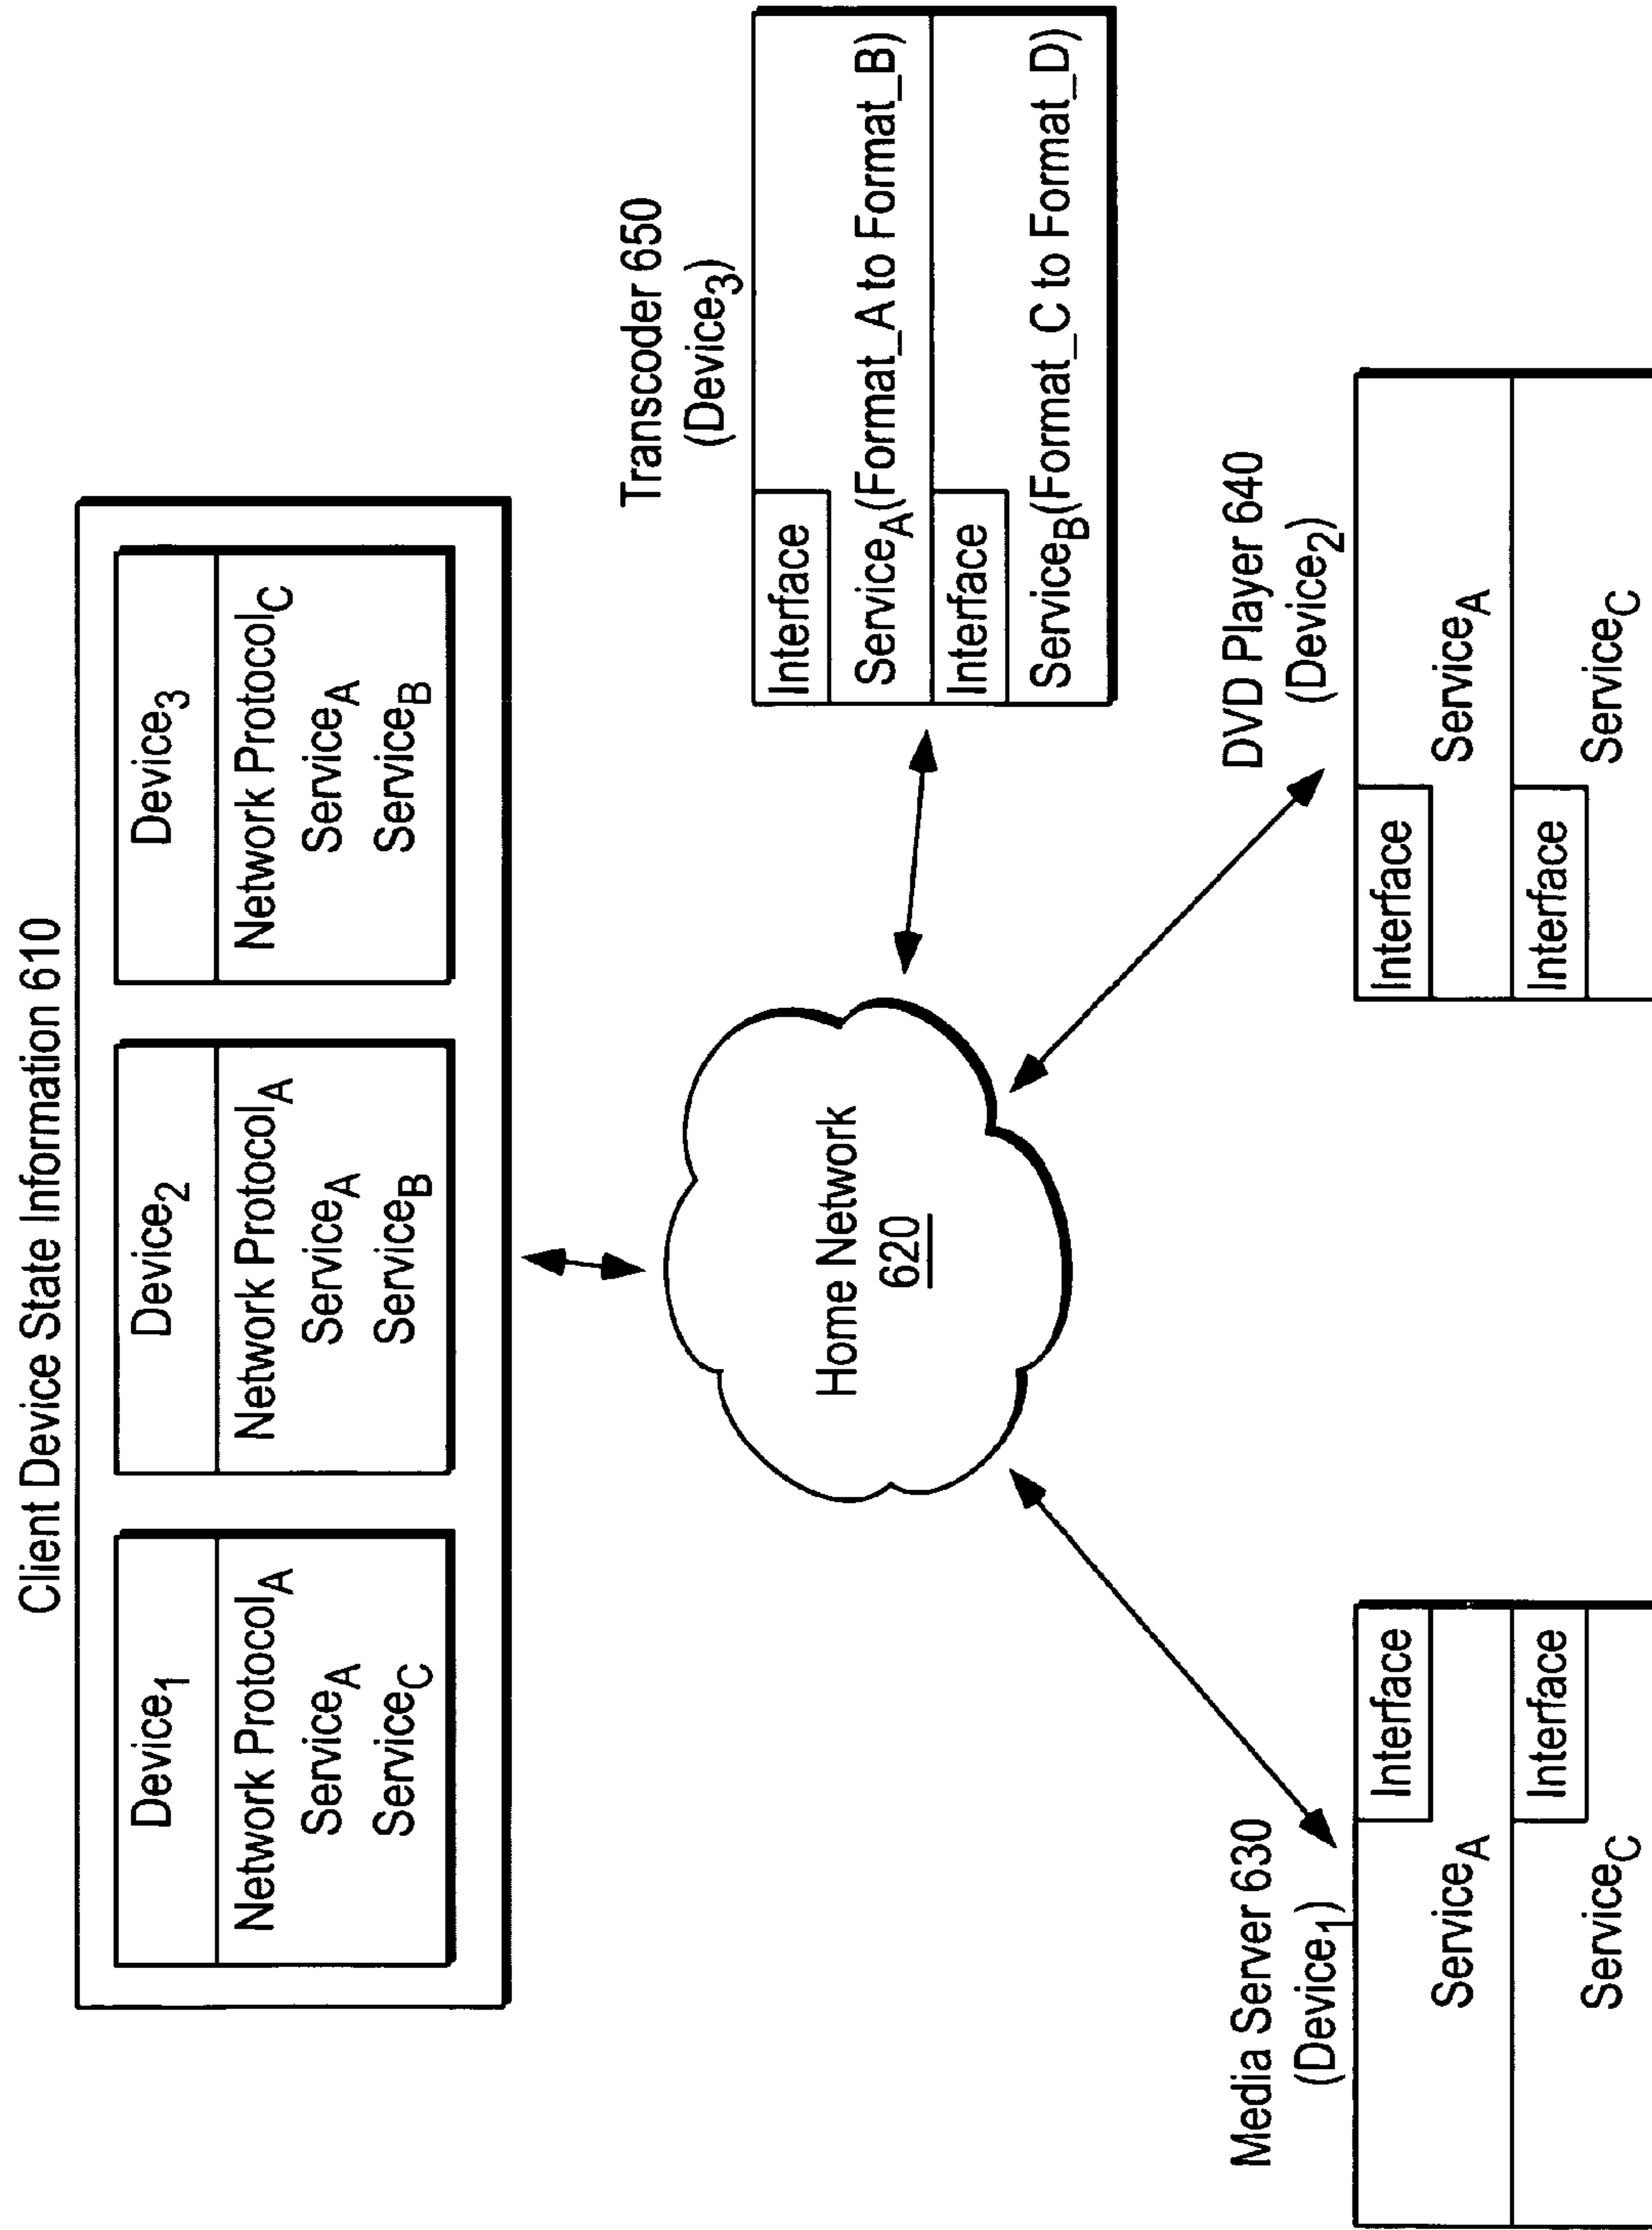 Client Device State Information 610
Device1
Network ProtocolA
ServiceA
ServiceC
Device2
Network ProtocolA
ServiceA
ServiceB
Device3
Network ProtocolC
ServiceA
ServiceB
Home Network
620
Transcoder 650
(Device3)
Interface
ServiceA(Format_A to Format_B)
Interface
ServiceB(Format_C to Format_D)
Media Server 630
(Device1)
Interface
ServiceA
Interface
ServiceC
DVD Player 640
(Device2)
Interface
ServiceA
Interface
ServiceC